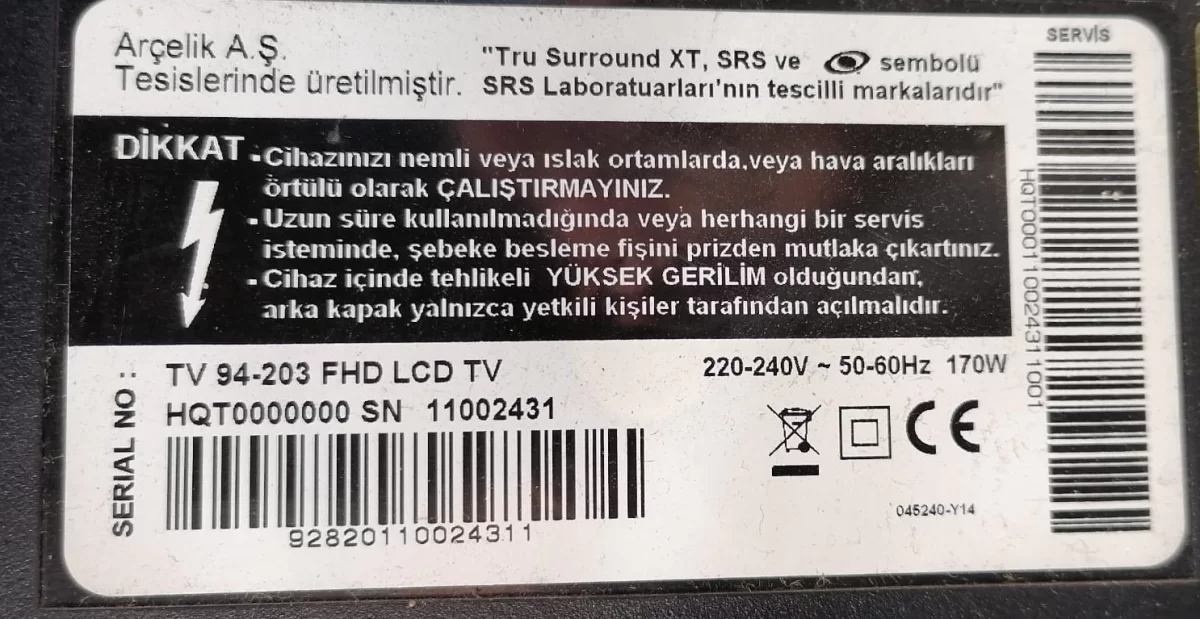 Arçelik A.Ş.
Tesislerinde üretilmiştir.
"Tru Surround XT, SRS ve sembolü
SRS Laboratuarları'nın tescilli markalarıdır"
SERVİS
DİKKAT
-Cihazınızı nemli veya ıslak ortamlarda,veya hava aralıkları
örtülü olarak ÇALIŞTIRMAYINIZ.
-Uzun süre kullanılmadığında veya herhangi bir servis
isteminde, şebeke besleme fişini prizden mutlaka çıkartınız.
-Cihaz içinde tehlikeli YÜKSEK GERİLİM olduğundan,
arka kapak yalnızca yetkili kişiler tarafından açılmalıdır.
HQT000110024311001
SERIAL NO :
TV 94-203 FHD LCD TV
220-240V ~ 50-60Hz 170W
HQT0000000 SN 11002431
CE
92820110024311
045240-Y14